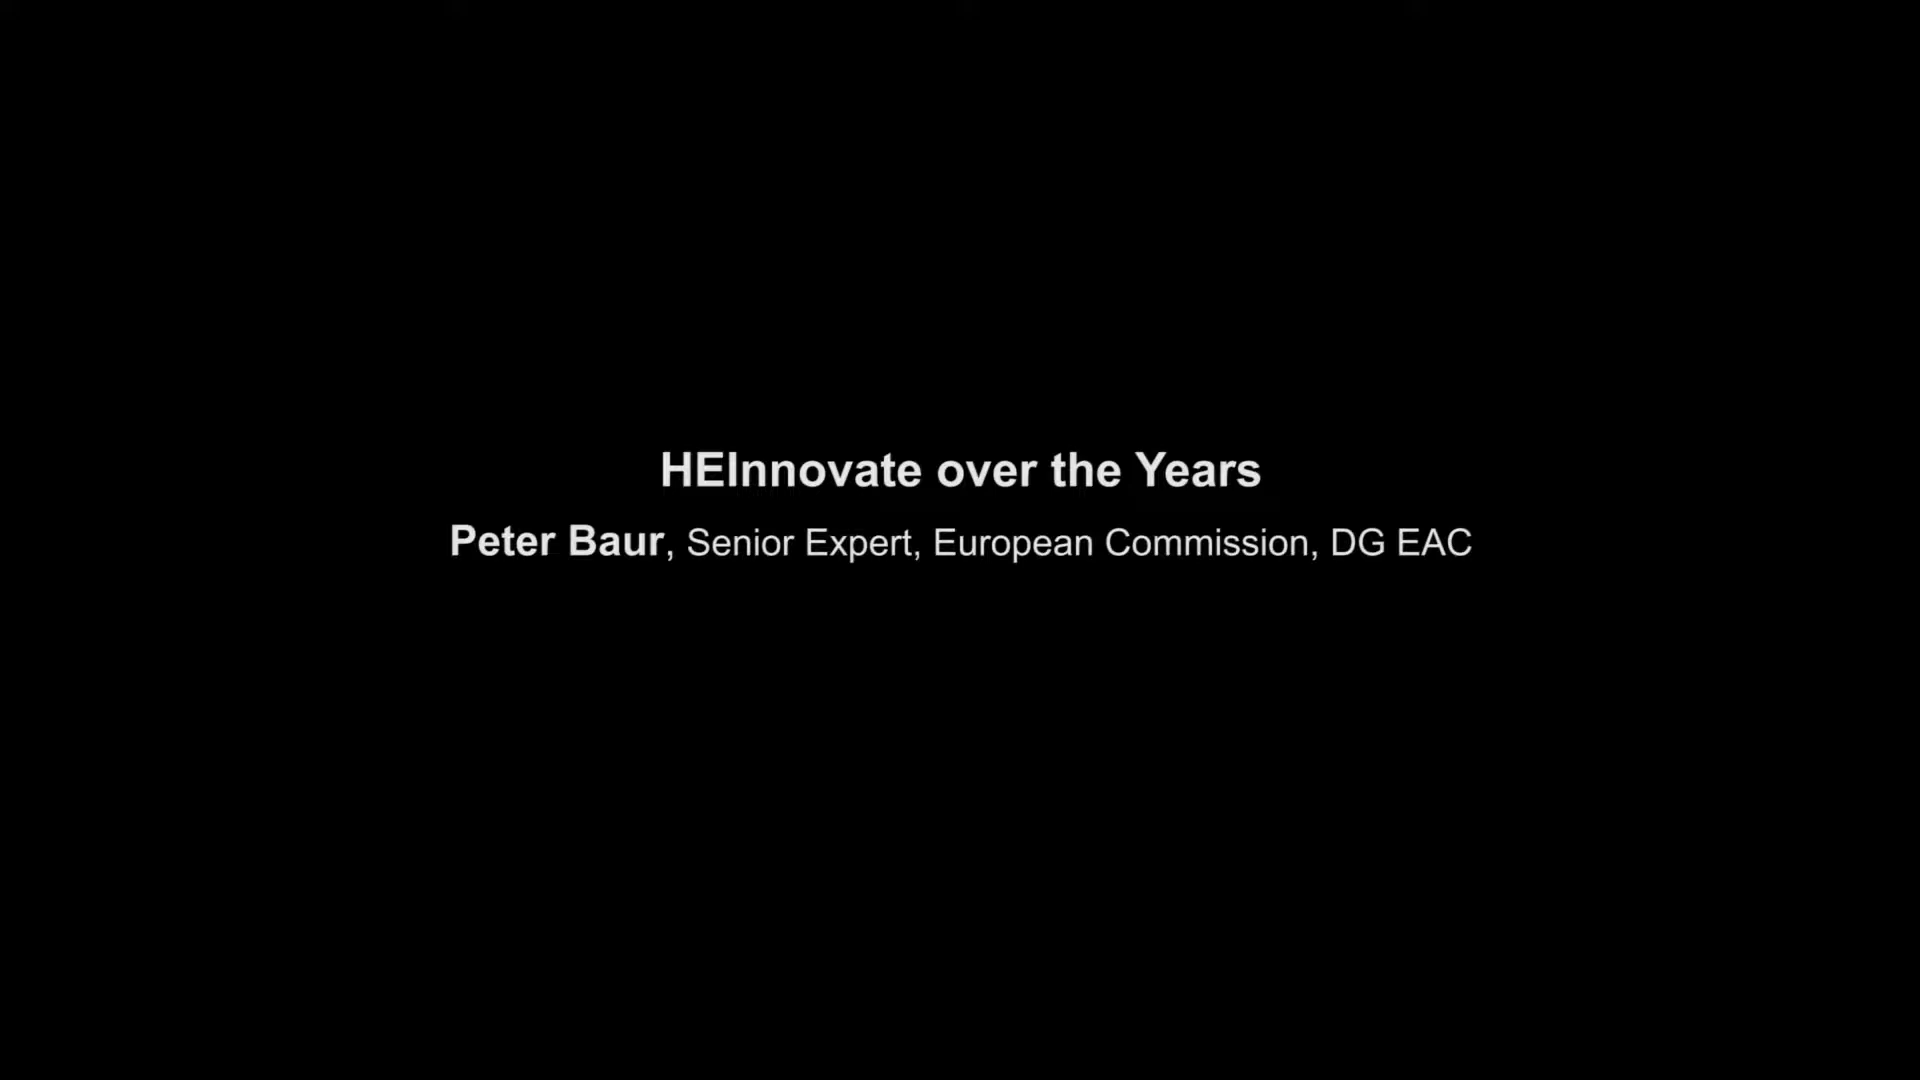 HEInnovate over the Years
Peter Baur, Senior Expert, European Commission, DG EAC